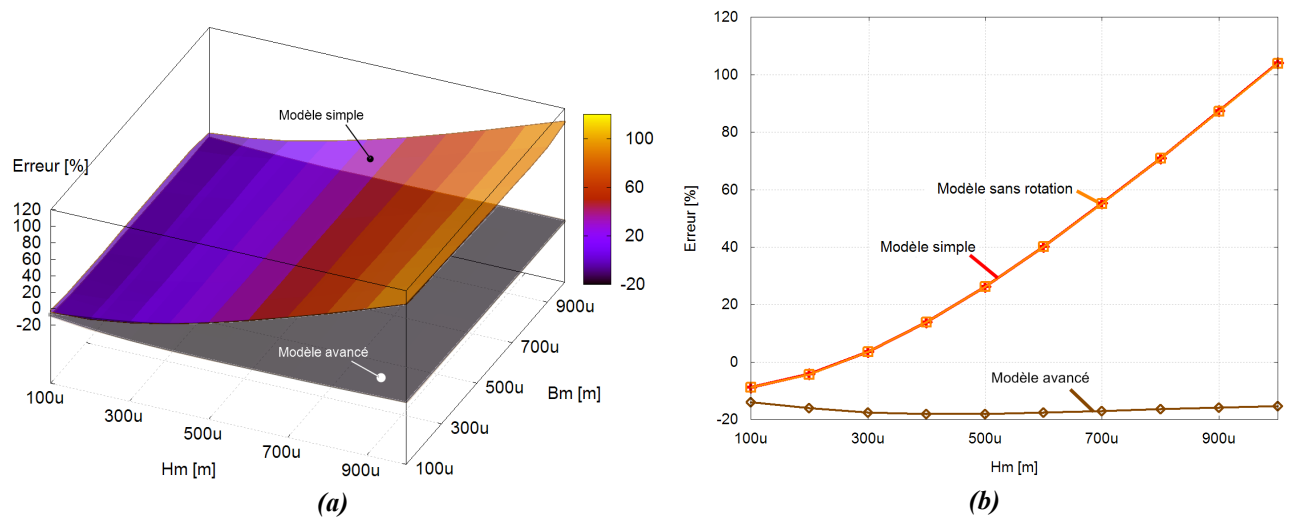 Modèle simple
Erreur [%]
120
100
80
60
40
20
0
-20
100
60
20
-20
Modèle avancé
100u
300u
500u
700u
900u
Hm [m]
100u
300u
500u
700u
900u
Bm [m]
(a)
120
100
80
60
40
20
0
-20
Erreur [%]
Modèle sans rotation
Modèle simple
Modèle avancé
100u
300u
500u
700u
900u
Hm [m]
(b)